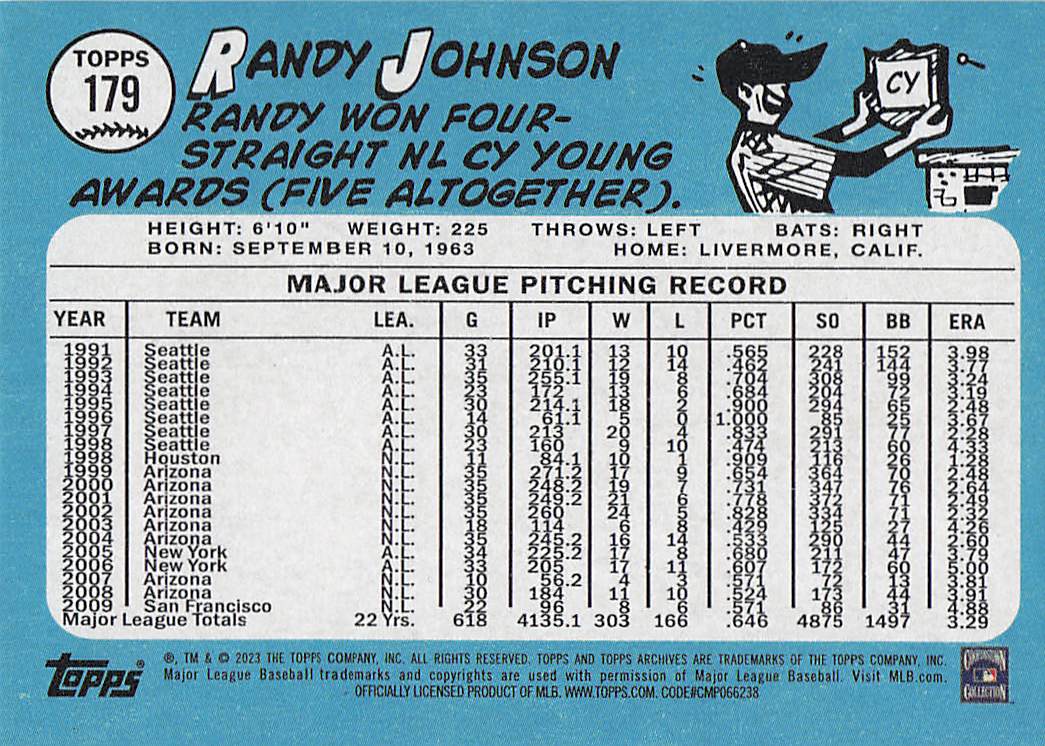 TOPPS
179
RANDY JOHNSON
RANDY WON FOUR-
STRAIGHT NL CY YOUNG
AWARDS (FIVE ALTOGETHER).
CY
HEIGHT: 6'10" WEIGHT: 225 THROWS: LEFT BATS: RIGHT
BORN: SEPTEMBER 10, 1963 HOME: LIVERMORE, CALIF.
MAJOR LEAGUE PITCHING RECORD
YEAR TEAM LEA. G IP W L PCT SO BB ERA
1991 Seattle A.L. 33 201.1 13 10 .565 228 152 3.98
1992 Seattle A.L. 31 210.1 12 14 .462 241 144 3.77
1993 Seattle A.L. 35 255.1 19 8 .704 308 99 3.24
1994 Seattle A.L. 23 172 13 6 .684 204 72 3.19
1995 Seattle A.L. 30 214.1 18 2 .900 294 65 2.48
1996 Seattle A.L. 14 61.1 5 0 1.000 85 25 3.67
1997 Seattle A.L. 30 213 20 4 .833 291 77 2.28
1998 Seattle A.L. 23 160 9 10 .474 213 60 4.33
1998 Houston N.L. 11 84.1 10 1 .909 116 26 1.28
1999 Arizona N.L. 35 271.2 17 9 .654 364 70 2.48
2000 Arizona N.L. 35 248.2 19 7 .731 347 76 2.64
2001 Arizona N.L. 35 249.2 21 6 .778 372 71 2.49
2002 Arizona N.L. 35 260 24 5 .828 334 71 2.32
2003 Arizona N.L. 18 114 6 8 .429 125 27 4.26
2004 Arizona N.L. 35 245.2 16 14 .533 290 44 2.60
2005 New York A.L. 34 225.2 17 8 .680 211 47 3.79
2006 New York A.L. 33 205 17 11 .607 172 60 5.00
2007 Arizona N.L. 10 56.2 4 3 .571 72 13 3.81
2008 Arizona N.L. 30 184 11 10 .524 173 44 3.91
2009 San Francisco N.L. 22 96 8 6 .571 86 31 4.88
Major League Totals 22 Yrs. 618 4135.1 303 166 .646 4875 1497 3.29
TOPPS®
®, TM & © 2023 THE TOPPS COMPANY, INC. ALL RIGHTS RESERVED. TOPPS AND TOPPS ARCHIVES ARE TRADEMARKS OF THE TOPPS COMPANY, INC.
Major League Baseball trademarks and copyrights are used with permission of Major League Baseball. Visit MLB.com.
OFFICIALLY LICENSED PRODUCT OF MLB. WWW.TOPPS.COM. CODE#CMP066238
COOPERSTOWN
COLLECTION